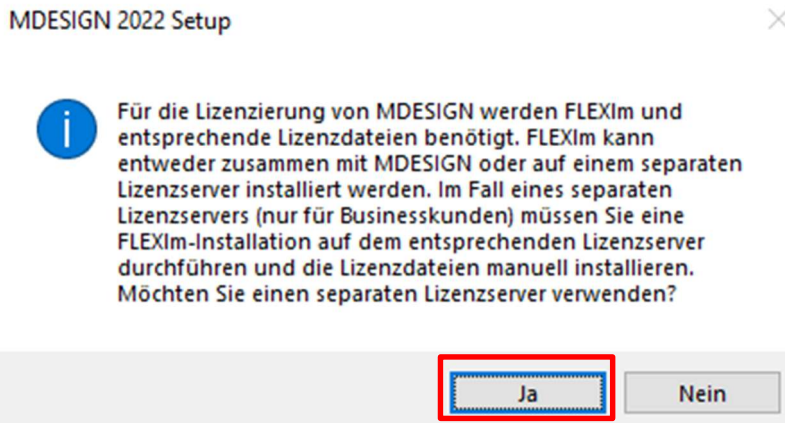 MDESIGN 2022 Setup
Für die Lizenzierung von MDESIGN werden FLEXlm und
entsprechende Lizenzdateien benötigt. FLEXlm kann
entweder zusammen mit MDESIGN oder auf einem separaten
Lizenzserver installiert werden. Im Fall eines separaten
Lizenzservers (nur für Businesskunden) müssen Sie eine
FLEXlm-Installation auf dem entsprechenden Lizenzserver
durchführen und die Lizenzdateien manuell installieren.
Möchten Sie einen separaten Lizenzserver verwenden?
Ja
Nein